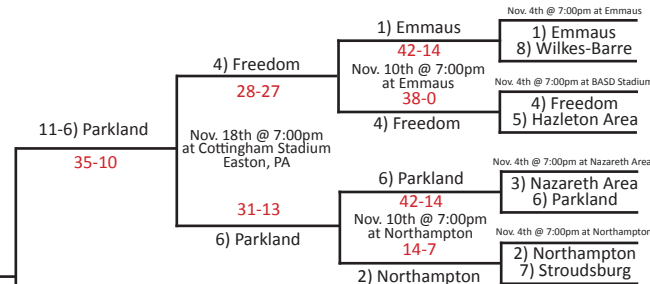 Nov. 4th @ 7:00pm at Emmaus
1) Emmaus
1) Emmaus
42-14
8) Wilkes-Barre
4) Freedom
Nov. 10th @ 7:00pm
at Emmaus
28-27
Nov. 4th @ 7:00pm at BASD Stadium
38-0
4) Freedom
4) Freedom
5) Hazleton Area
11-6) Parkland
35-10
Nov. 18th @ 7:00pm
at Cottingham Stadium
Easton, PA
Nov. 4th @ 7:00pm at Nazareth Area
6) Parkland
3) Nazareth Area
42-14
6) Parkland
31-13
Nov. 10th @ 7:00pm
at Northampton
6) Parkland
Nov. 4th @ 7:00pm at Northampton
14-7
2) Northampton
2) Northampton
7) Stroudsburg